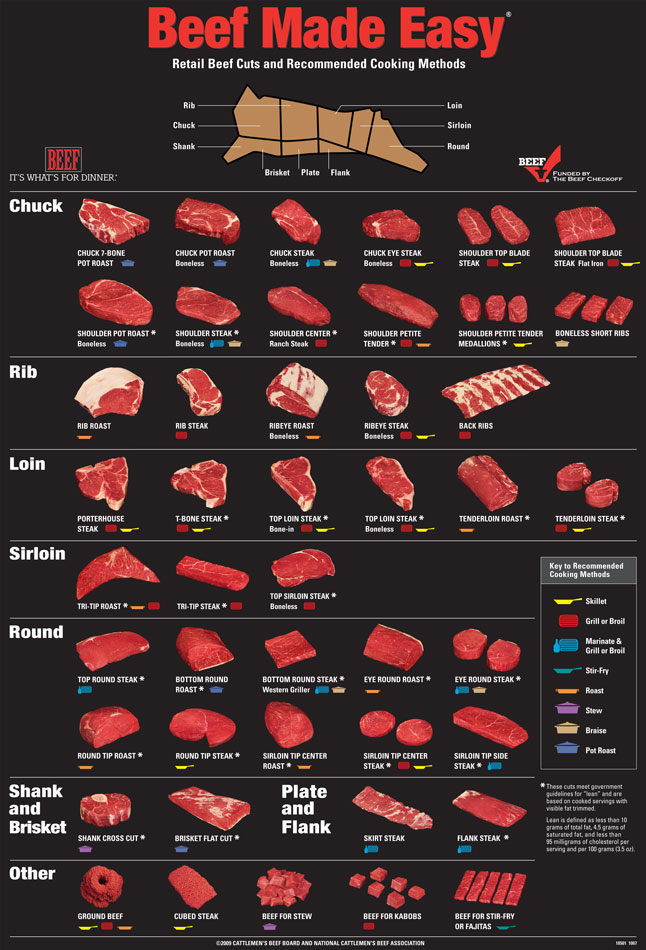 Beef Made Easy®
Retail Beef Cuts and Recommended Cooking Methods
Rib
Chuck
Shank
Loin
Sirloin
Round
Brisket
Plate
Flank
BEEF
IT'S WHAT'S FOR DINNER.
BEEF
FUNDED BY
THE BEEF CHECKOFF
Chuck
CHUCK 7-BONE
POT ROAST
CHUCK POT ROAST
Boneless
CHUCK STEAK
Boneless
CHUCK EYE STEAK
Boneless
SHOULDER TOP BLADE
STEAK
SHOULDER TOP BLADE
STEAK Flat Iron
SHOULDER POT ROAST *
Boneless
SHOULDER STEAK *
Boneless
SHOULDER CENTER *
Ranch Steak
SHOULDER PETITE
TENDER *
SHOULDER PETITE TENDER
MEDALLIONS *
BONELESS SHORT RIBS
Rib
RIB ROAST
RIB STEAK
RIBEYE ROAST
Boneless
RIBEYE STEAK
Boneless
BACK RIBS
Loin
PORTERHOUSE
STEAK
T-BONE STEAK *
TOP LOIN STEAK *
Bone-in
TOP LOIN STEAK *
Boneless
TENDERLOIN ROAST *
TENDERLOIN STEAK *
Sirloin
TRI-TIP ROAST *
TRI-TIP STEAK *
TOP SIRLOIN STEAK *
Boneless
Key to Recommended
Cooking Methods
Skillet
Grill or Broil
Marinate &
Grill or Broil
Stir-Fry
Roast
Stew
Braise
Pot Roast
Round
TOP ROUND STEAK *
BOTTOM ROUND
ROAST *
BOTTOM ROUND STEAK *
Western Griller
EYE ROUND ROAST *
EYE ROUND STEAK *
ROUND TIP ROAST *
ROUND TIP STEAK *
SIRLOIN TIP CENTER
ROAST *
SIRLOIN TIP CENTER
STEAK *
SIRLOIN TIP SIDE
STEAK *
Shank
and
Brisket
SHANK CROSS CUT *
BRISKET FLAT CUT *
Plate
and
Flank
SKIRT STEAK
FLANK STEAK *
* These cuts meet government
guidelines for "lean" and are
based on cooked servings with
visible fat trimmed.
Lean is defined as less than 10
grams of total fat, 4.5 grams of
saturated fat, and less than
95 milligrams of cholesterol per
serving and per 100 grams (3.5 oz).
Other
GROUND BEEF
CUBED STEAK
BEEF FOR STEW
BEEF FOR KABOBS
BEEF FOR STIR-FRY
OR FAJITAS
©2009 CATTLEMEN'S BEEF BOARD AND NATIONAL CATTLEMEN'S BEEF ASSOCIATION